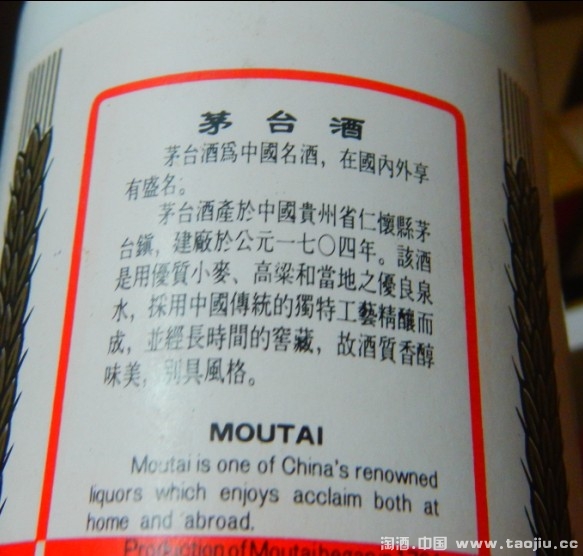 茅台酒
茅台酒爲中國名酒，在國内外享
有盛名。
茅台酒產於中國貴州省仁懷縣茅
台鎮，建廠於公元一七〇四年。該酒
是用優質小麥、高粱和當地之優良泉
水，採用中國傳統的獨特工藝精釀而
成，並經長時間的窖藏，故酒質香醇
味美，別具風格。
MOUTAI
Moutai is one of China's renowned
liquors which enjoys acclaim both at
home and abroad.
Production of Moutai began
淘酒.中国 www.taojiu.cc